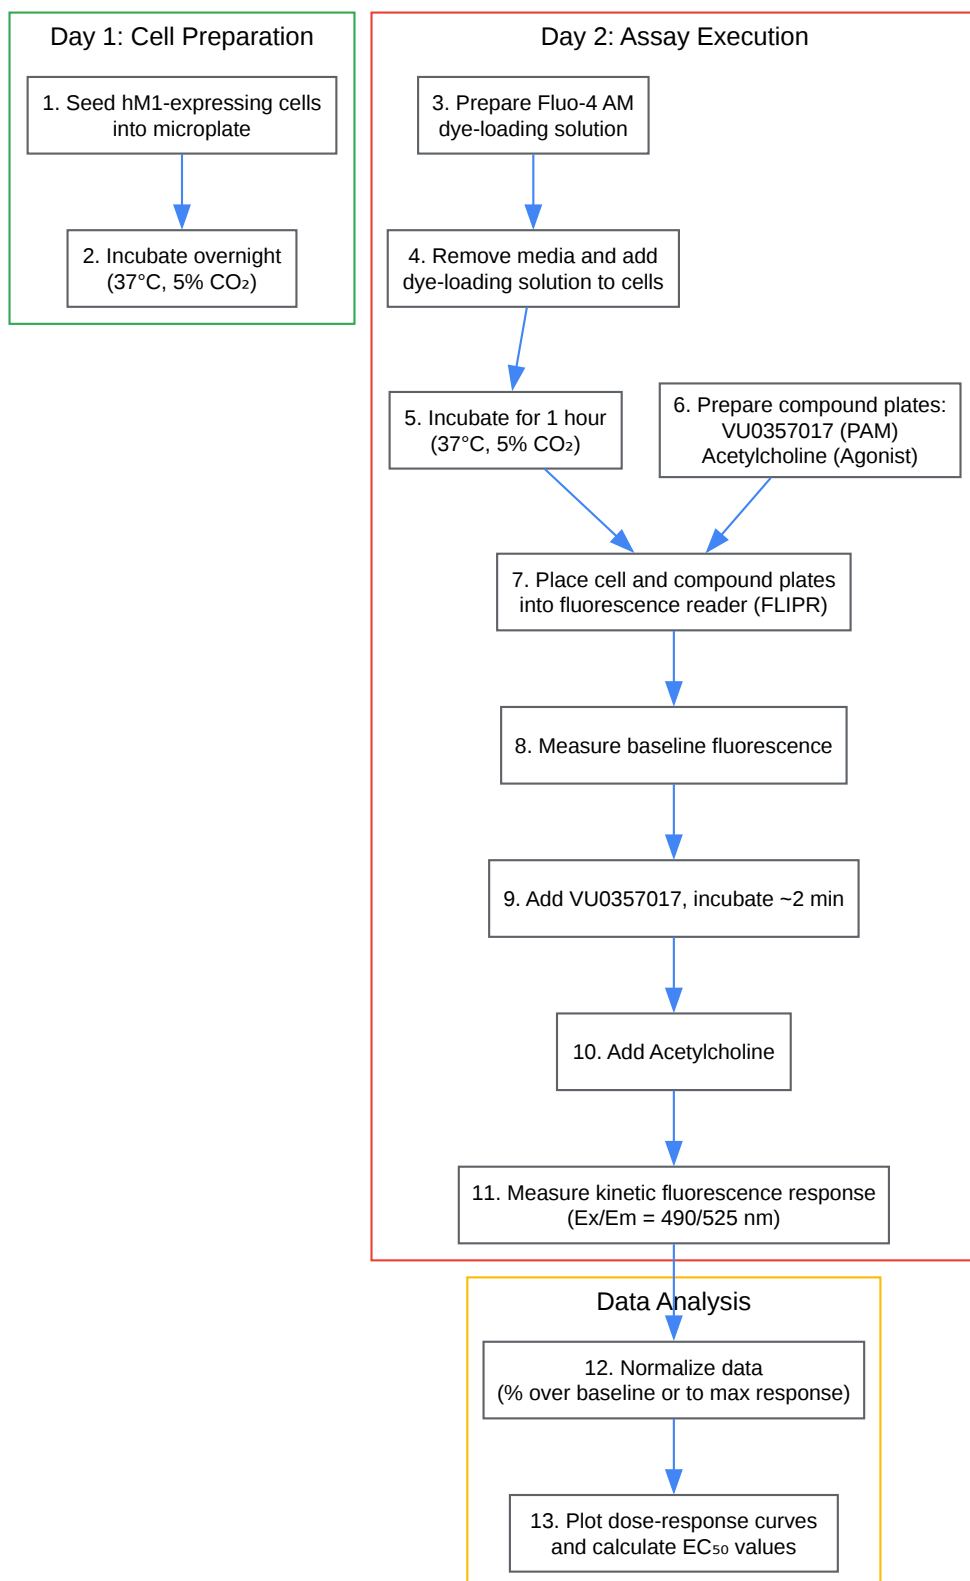 Day 1: Cell Preparation
1. Seed hM1-expressing cells
into microplate
2. Incubate overnight
(37°C, 5% CO₂)
Day 2: Assay Execution
3. Prepare Fluo-4 AM
dye-loading solution
4. Remove media and add
dye-loading solution to cells
5. Incubate for 1 hour
(37°C, 5% CO₂)
6. Prepare compound plates:
VU0357017 (PAM)
Acetylcholine (Agonist)
7. Place cell and compound plates
into fluorescence reader (FLIPR)
8. Measure baseline fluorescence
9. Add VU0357017, incubate ~2 min
10. Add Acetylcholine
11. Measure kinetic fluorescence response
(Ex/Em = 490/525 nm)
Data Analysis
12. Normalize data
(% over baseline or to max response)
13. Plot dose-response curves
and calculate EC₅₀ values